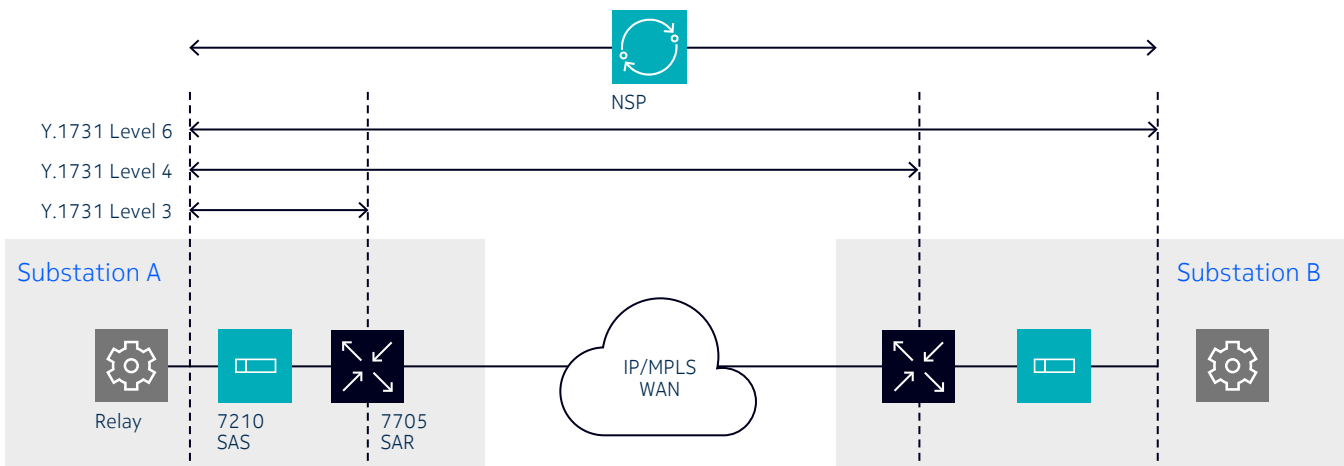 NSP
Y.1731 Level 6
Y.1731 Level 4
Y.1731 Level 3
Substation A
Substation B
IP/MPLS
WAN
Relay
7210
SAS
7705
SAR